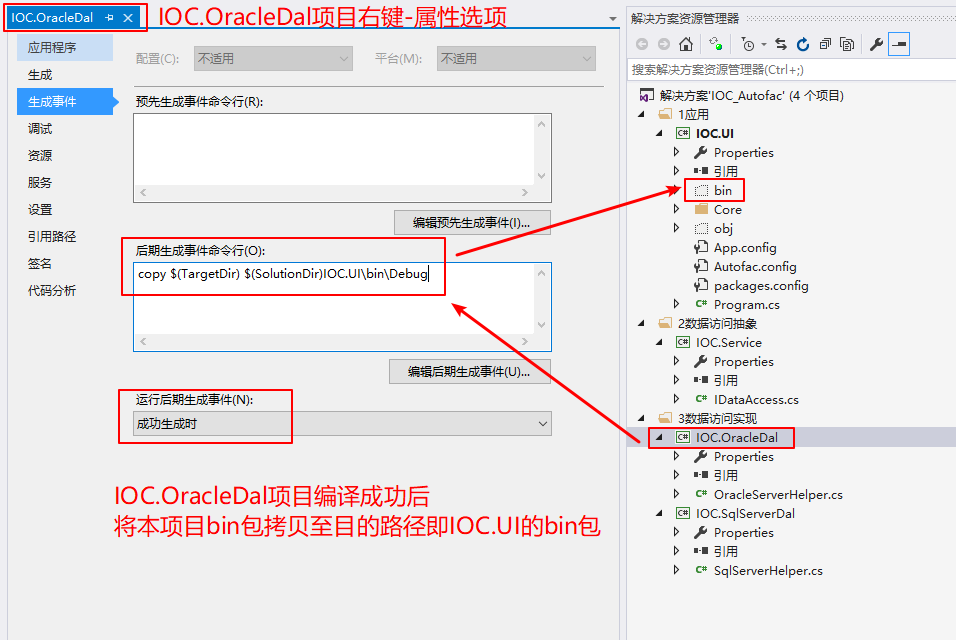 IOC.OracleDal
IOC.OracleDal项目右键-属性选项
应用程序
生成
生成事件
调试
资源
服务
设置
引用路径
签名
代码分析
配置(C): 不适用 平台(M): 不适用
预先生成事件命令行(R):
编辑预先生成事件(I)...
后期生成事件命令行(O):
copy $(TargetDir) $(SolutionDir)IOC.UI\bin\Debug
编辑后期生成事件(U)...
运行后期生成事件(N):
成功生成时
IOC.OracleDal项目编译成功后
将本项目bin包拷贝至目的路径即IOC.UI的bin包
解决方案资源管理器
搜索解决方案资源管理器(Ctrl+;)
解决方案'IOC_Autofac' (4 个项目)
1应用
C# IOC.UI
Properties
引用
bin
Core
obj
App.config
Autofac.config
packages.config
C# Program.cs
2数据访问抽象
C# IOC.Service
Properties
引用
C# IDataAccess.cs
3数据访问实现
C# IOC.OracleDal
Properties
引用
C# OracleServerHelper.cs
C# IOC.SqlServerDal
Properties
引用
C# SqlServerHelper.cs